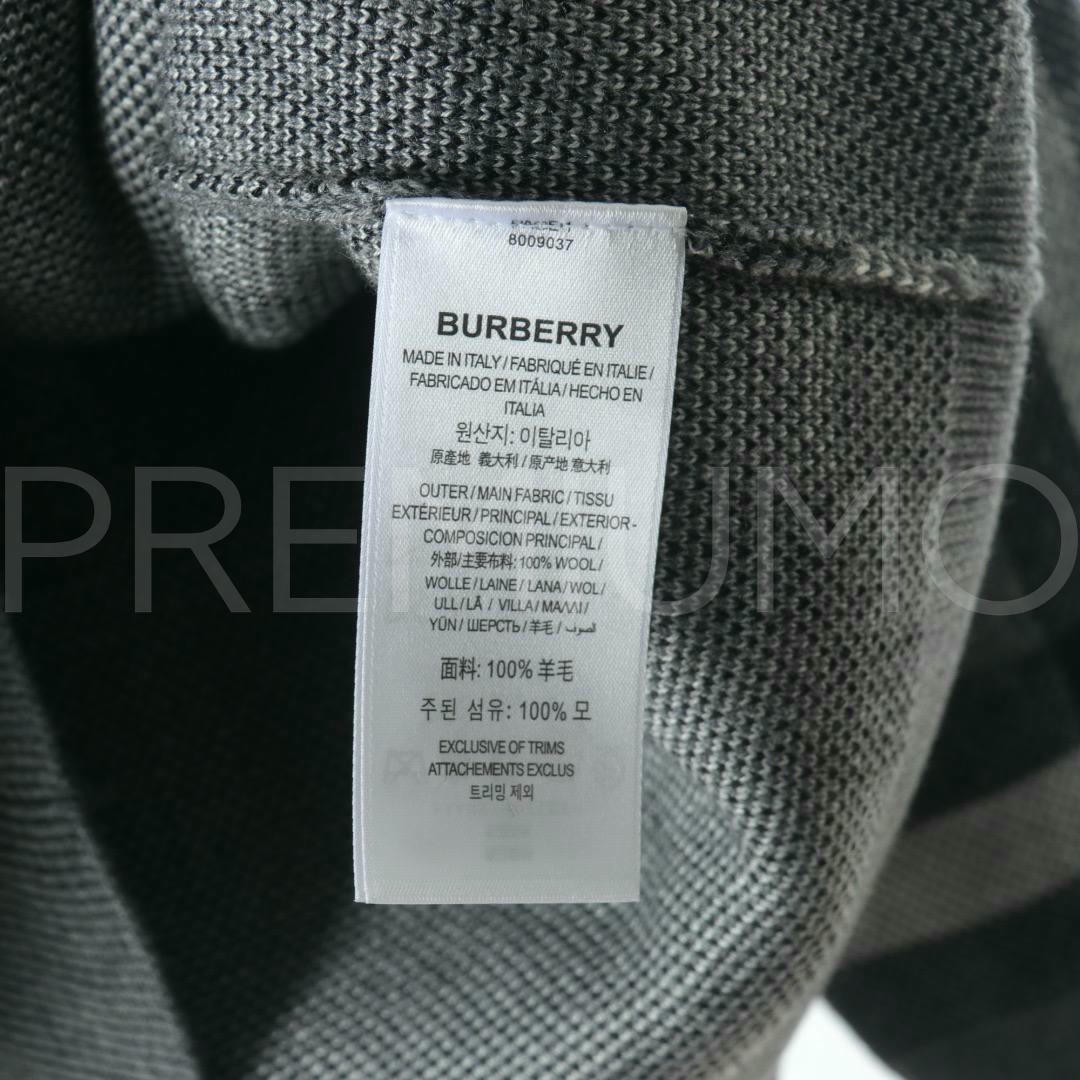 8009037
BURBERRY
MADE IN ITALY / FABRIQUÉ EN ITALIE /
FABRICADO EM ITÁLIA / HECHO EN
ITALIA
원산지: 이탈리아
原產地 義大利 / 原产地 意大利
OUTER / MAIN FABRIC / TISSU
EXTÉRIEUR / PRINCIPAL / EXTERIOR-
COMPOSICION PRINCIPAL /
外部/主要布料: 100% WOOL /
WOLLE / LAINE / LANA / WOL /
ULL / LÃ / VILLA / ΜΑΛΛΙ /
YÜN / ШЕРСТЬ / 羊毛 / الصوف
面料: 100% 羊毛
주된 섬유: 100% 모
EXCLUSIVE OF TRIMS
ATTACHEMENTS EXCLUS
트리밍 제외